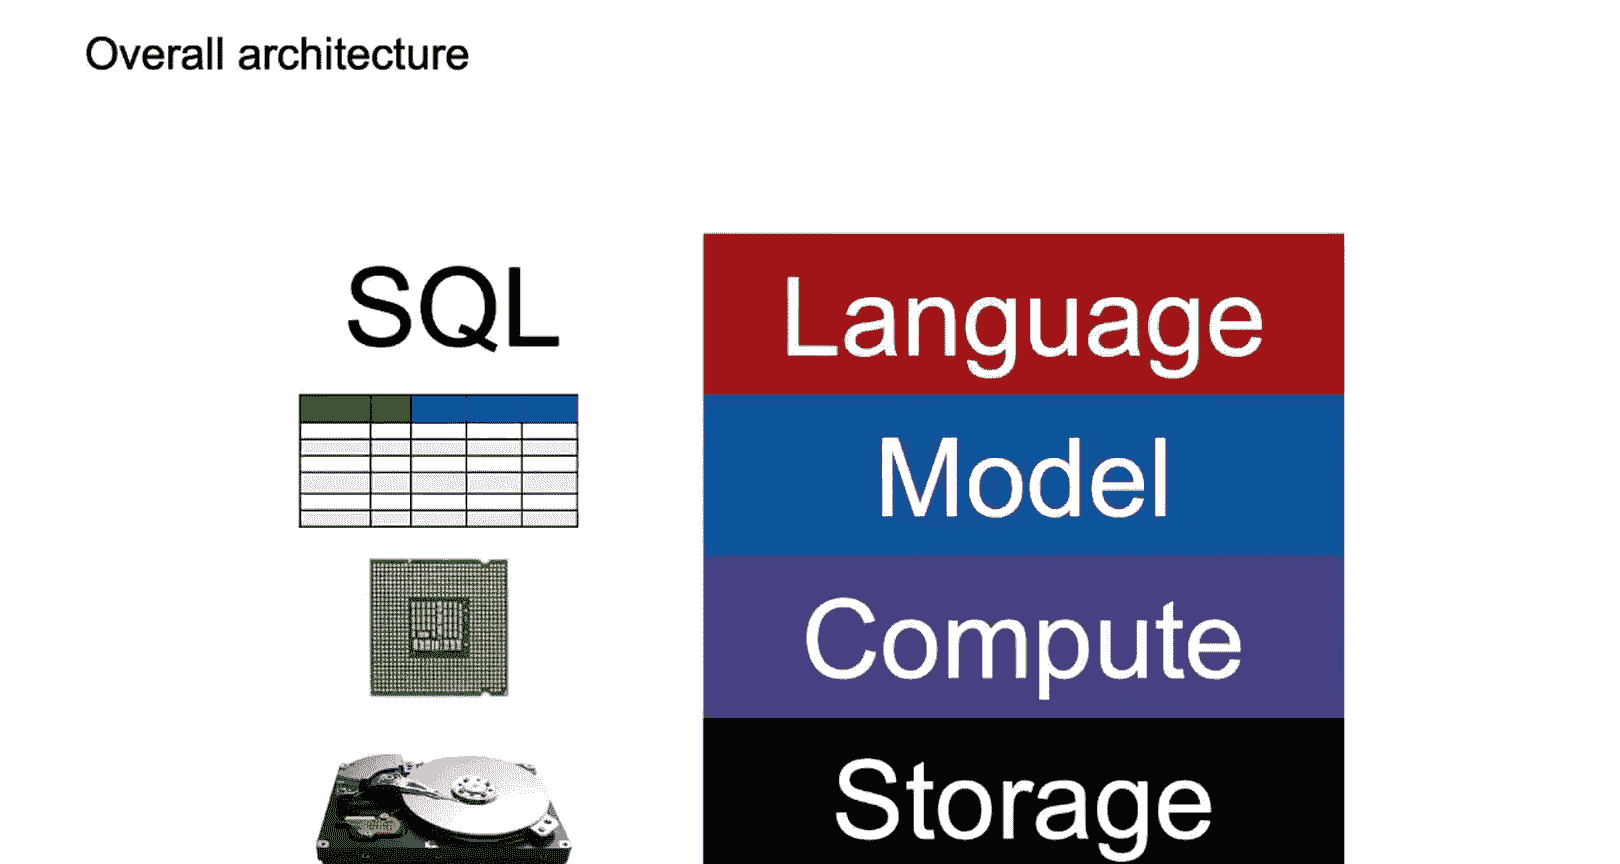 Overall architecture
SQL
Language
Model
Compute
Storage